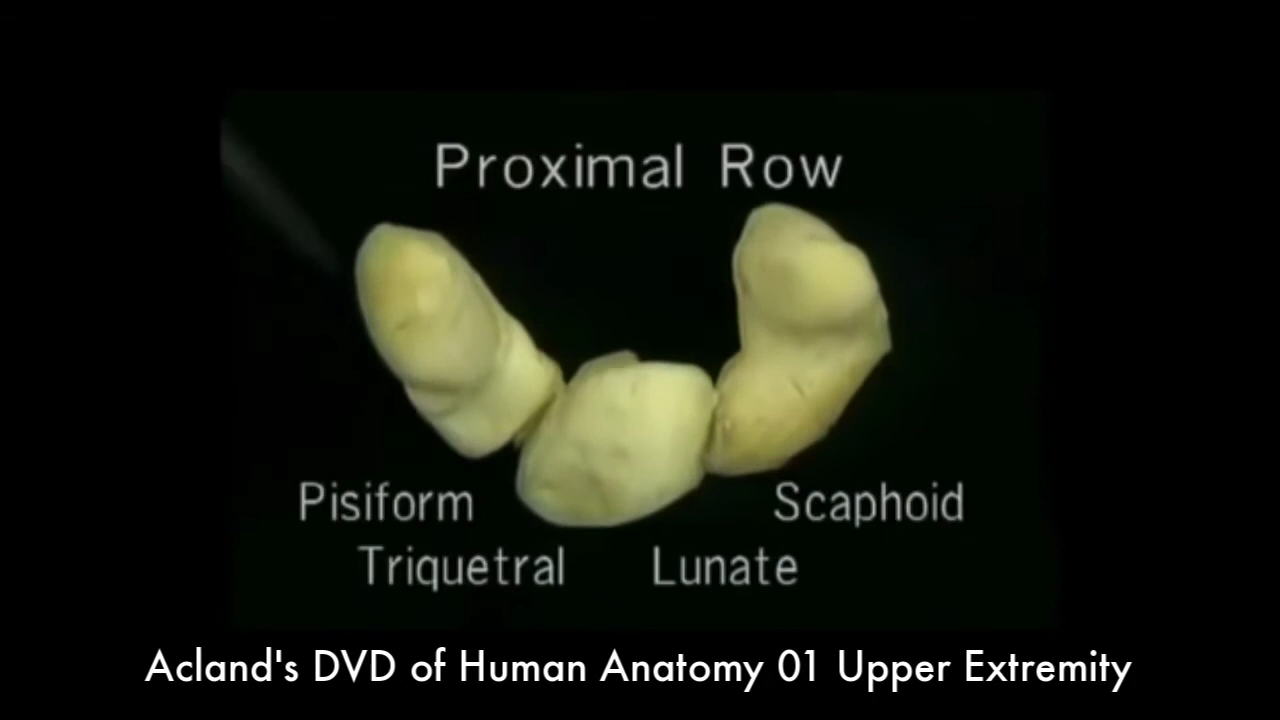 Proximal Row
Pisiform
Scaphoid
Triquetral
Lunate
Acland's DVD of Human Anatomy 01 Upper Extremity